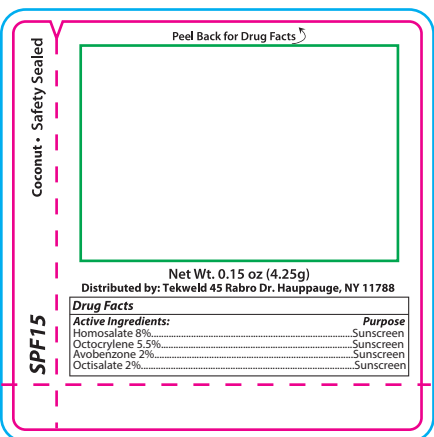 Peel Back for Drug Facts
Coconut • Safety Sealed
Net Wt. 0.15 oz (4.25g)
Distributed by: Tekweld 45 Rabro Dr. Hauppauge, NY 11788
SPF15
Drug Facts
Active Ingredients: Purpose
Homosalate 8%......................................................Sunscreen
Octocrylene 5.5%...................................................Sunscreen
Avobenzone 2%.....................................................Sunscreen
Octisalate 2%.........................................................Sunscreen